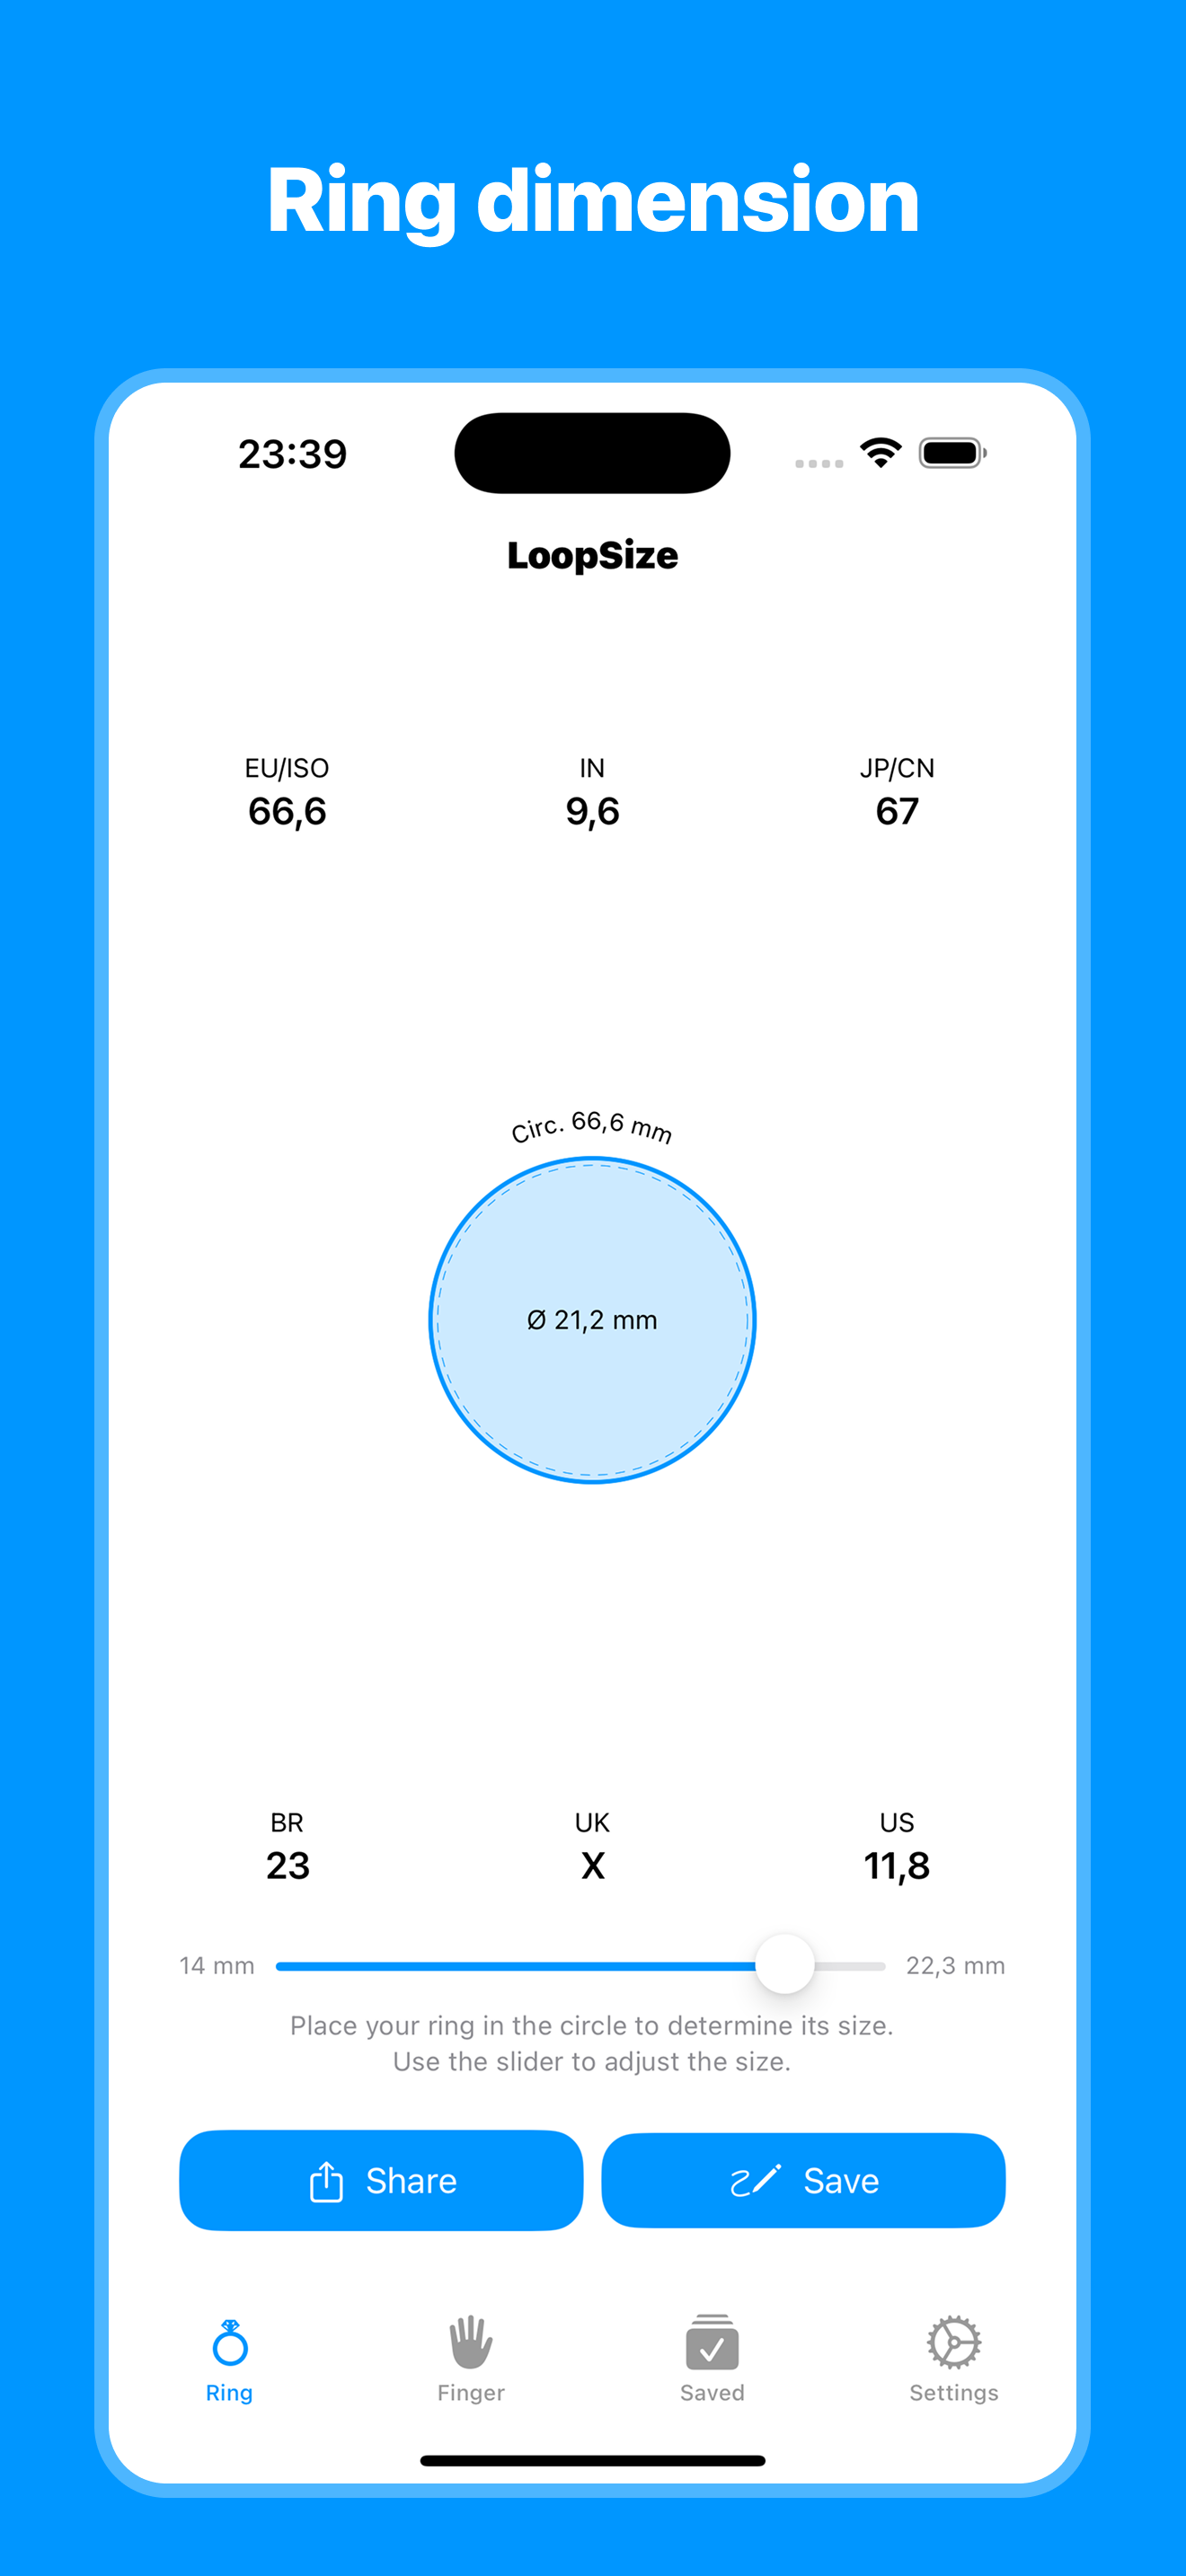 Ring dimension
23:39
LoopSize
EU/ISO
66,6
IN
9,6
JP/CN
67
Circ. 66,6 mm
Ø 21,2 mm
BR
23
UK
X
US
11,8
14 mm
22,3 mm
Place your ring in the circle to determine its size.
Use the slider to adjust the size.
Share
Save
Ring
Finger
Saved
Settings